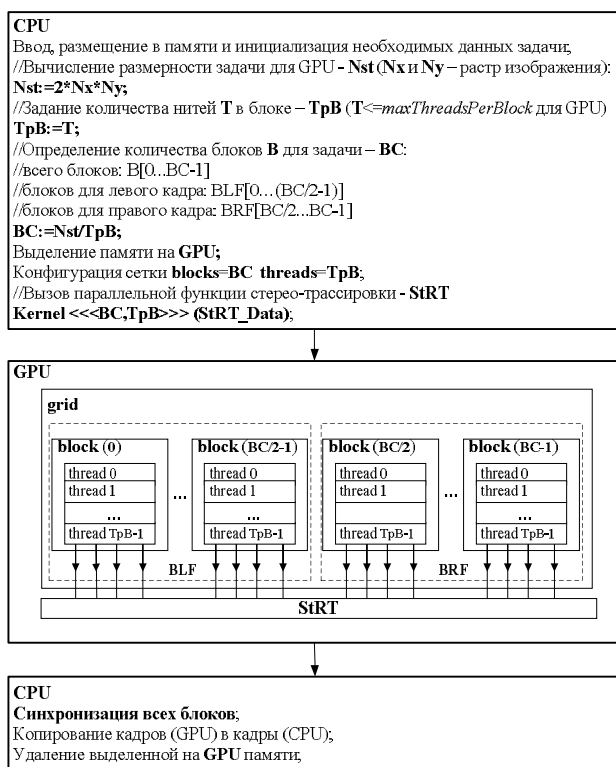 CPU
Ввод, размещение в памяти и инициализация необходимых данных задачи;
//Вычисление размерности задачи для GPU - Nst (Nx и Ny – растр изображения):
Nst:=2*Nx*Ny;
//Задание количества нитей T в блоке – TpB (T<=maxThreadsPerBlock для GPU)
TpB:=T;
//Определение количества блоков B для задачи – BC:
//всего блоков: B[0...BC-1]
//блоков для левого кадра: BLF[0... (BC/2-1)]
//блоков для правого кадра: BRF[BC/2...BC-1]
BC:=Nst/TpB;
Выделение памяти на GPU;
Конфигурация сетки blocks=BC threads=TpB;
//Вызов параллельной функции стерео-трассировки - StRT
Kernel <<<BC,TpB>>> (StRT_Data);
GPU
grid
block (0)
thread 0
thread 1
...
thread TpB-1
...
block (BC/2-1)
thread 0
thread 1
...
thread TpB-1
BLF
block (BC/2)
thread 0
thread 1
...
thread TpB-1
...
block (BC-1)
thread 0
thread 1
...
thread TpB-1
BRF
StRT
CPU
Синхронизация всех блоков;
Копирование кадров (GPU) в кадры (CPU);
Удаление выделенной на GPU памяти;